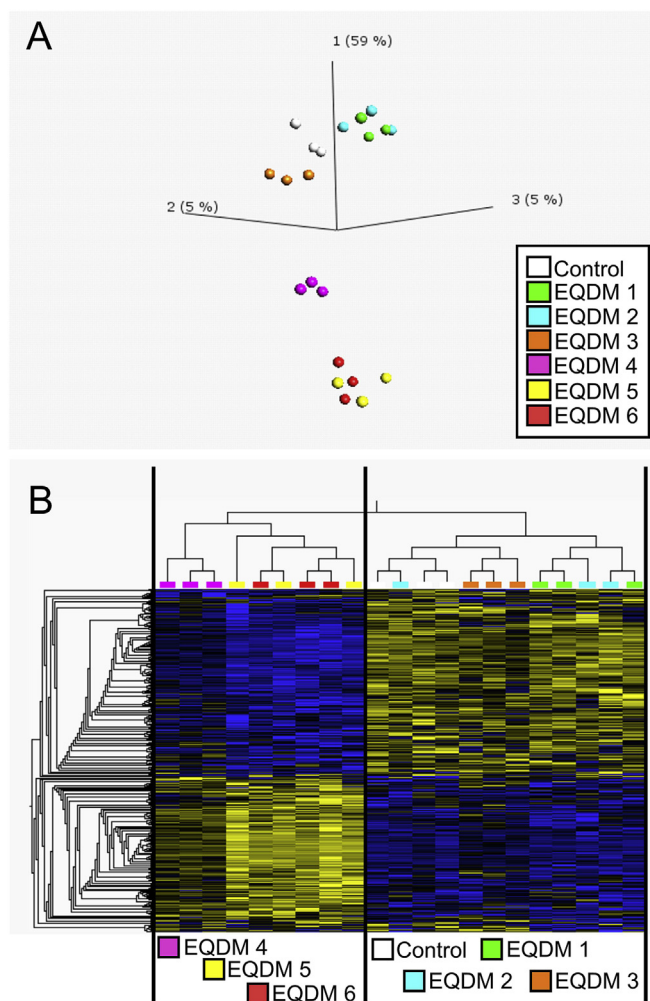 A
1 (59 %)
2 (5 %)
3 (5 %)
Control
EQDM 1
EQDM 2
EQDM 3
EQDM 4
EQDM 5
EQDM 6
B
EQDM 4
EQDM 5
EQDM 6
Control EQDM 1
EQDM 2 EQDM 3